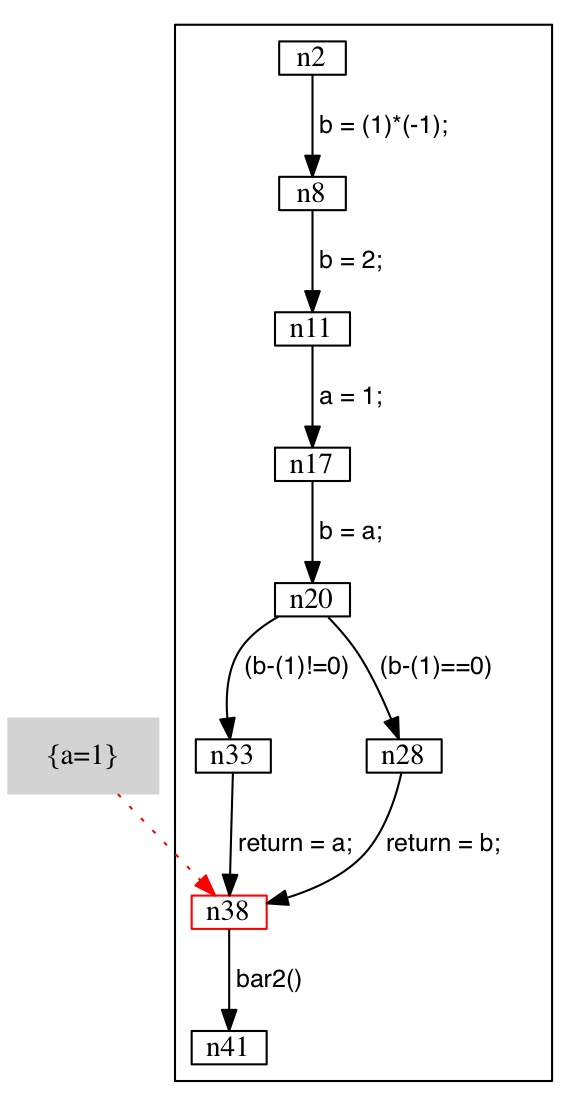 n2
b = (1)*(-1);
n8
b = 2;
n11
a = 1;
n17
b = a;
n20
(b-(1)!=0)
(b-(1)==0)
{a=1}
n33
n28
return = a;
return = b;
n38
bar2()
n41